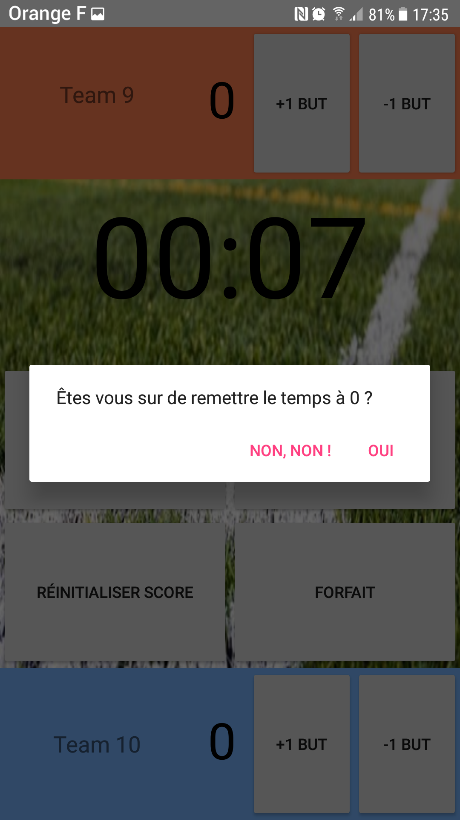 Orange F 81% 17:35
Team 9 0 +1 BUT -1 BUT
00:07
Êtes vous sur de remettre le temps à 0 ?
NON, NON ! OUI
RÉINITIALISER SCORE FORFAIT
Team 10 0 +1 BUT -1 BUT